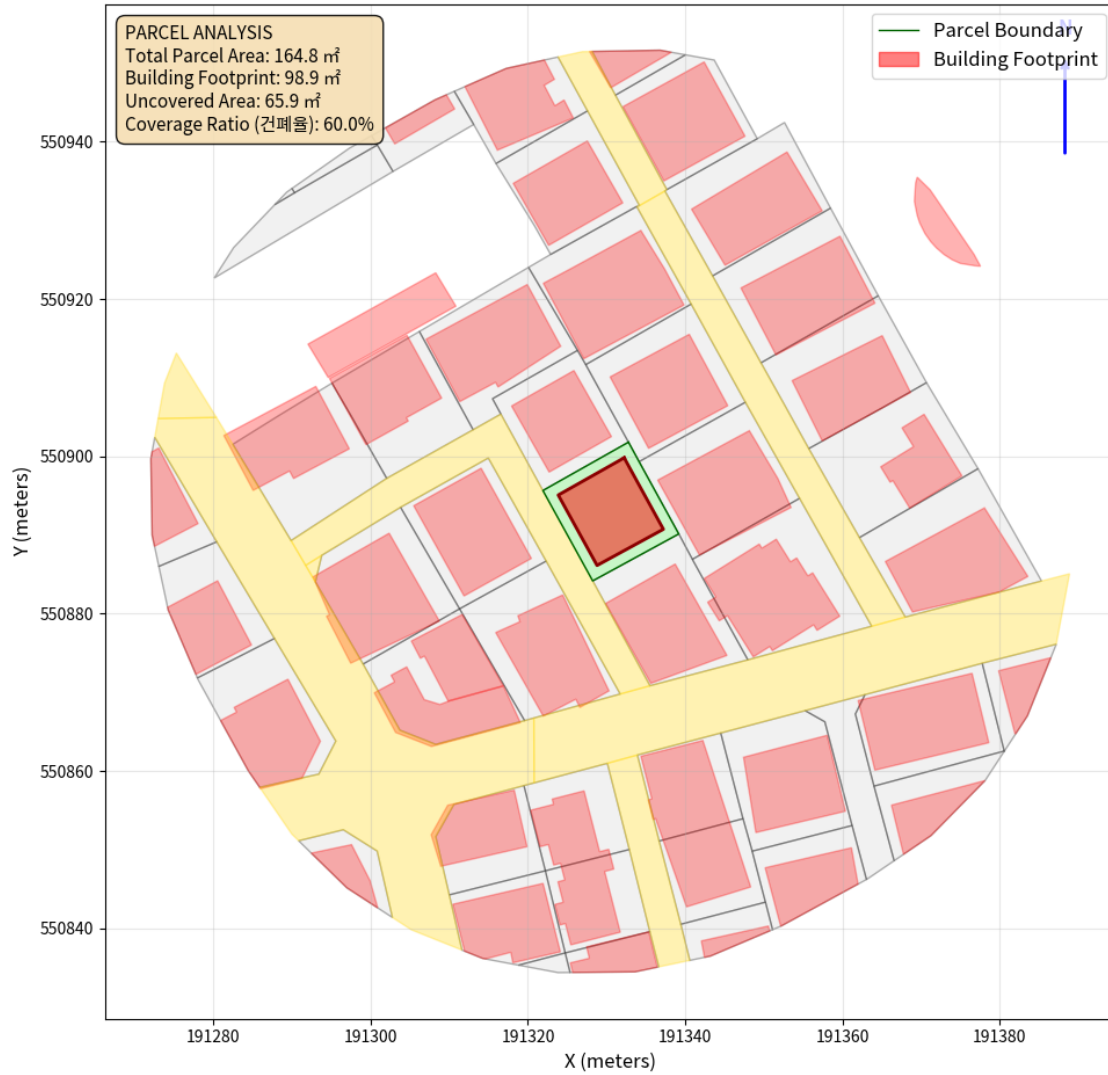 PARCEL ANALYSIS
Total Parcel Area: 164.8 ㎡
Building Footprint: 98.9 ㎡
Uncovered Area: 65.9 ㎡
Coverage Ratio (건폐율): 60.0%
Parcel Boundary
Building Footprint
N
550940
550920
550900
550880
550860
550840
Y (meters)
191280
191300
191320
191340
191360
191380
X (meters)